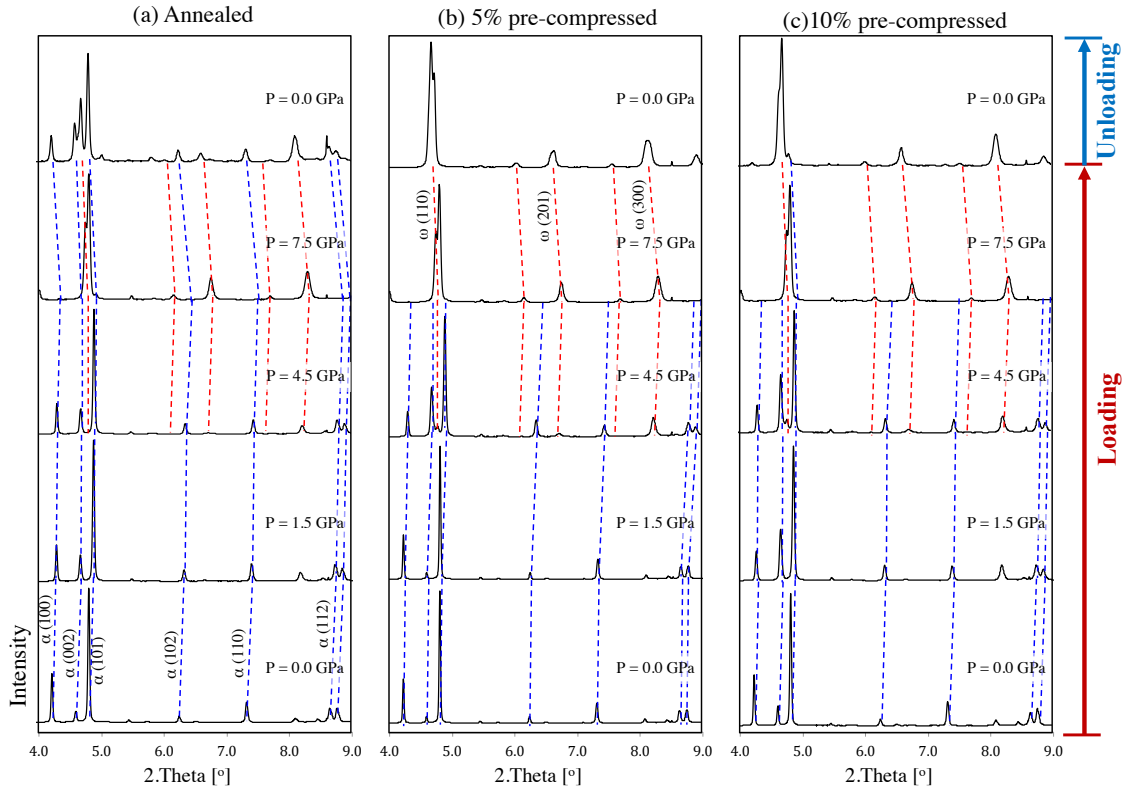 (a) Annealed
(b) 5% pre-compressed
(c)10% pre-compressed
P = 0.0 GPa
P = 0.0 GPa
P = 0.0 GPa
Unloading
ω (110)
ω (201)
ω (300)
P = 7.5 GPa
P = 7.5 GPa
P = 7.5 GPa
P = 4.5 GPa
P = 4.5 GPa
P = 4.5 GPa
Loading
P = 1.5 GPa
P = 1.5 GPa
P = 1.5 GPa
Intensity
α (100)
α (002)
α (101)
α (102)
α (110)
α (112)
P = 0.0 GPa
P = 0.0 GPa
P = 0.0 GPa
4.0 5.0 6.0 7.0 8.0 9.0
4.0 5.0 6.0 7.0 8.0 9.0
4.0 5.0 6.0 7.0 8.0 9.0
2.Theta [°]
2.Theta [°]
2.Theta [°]